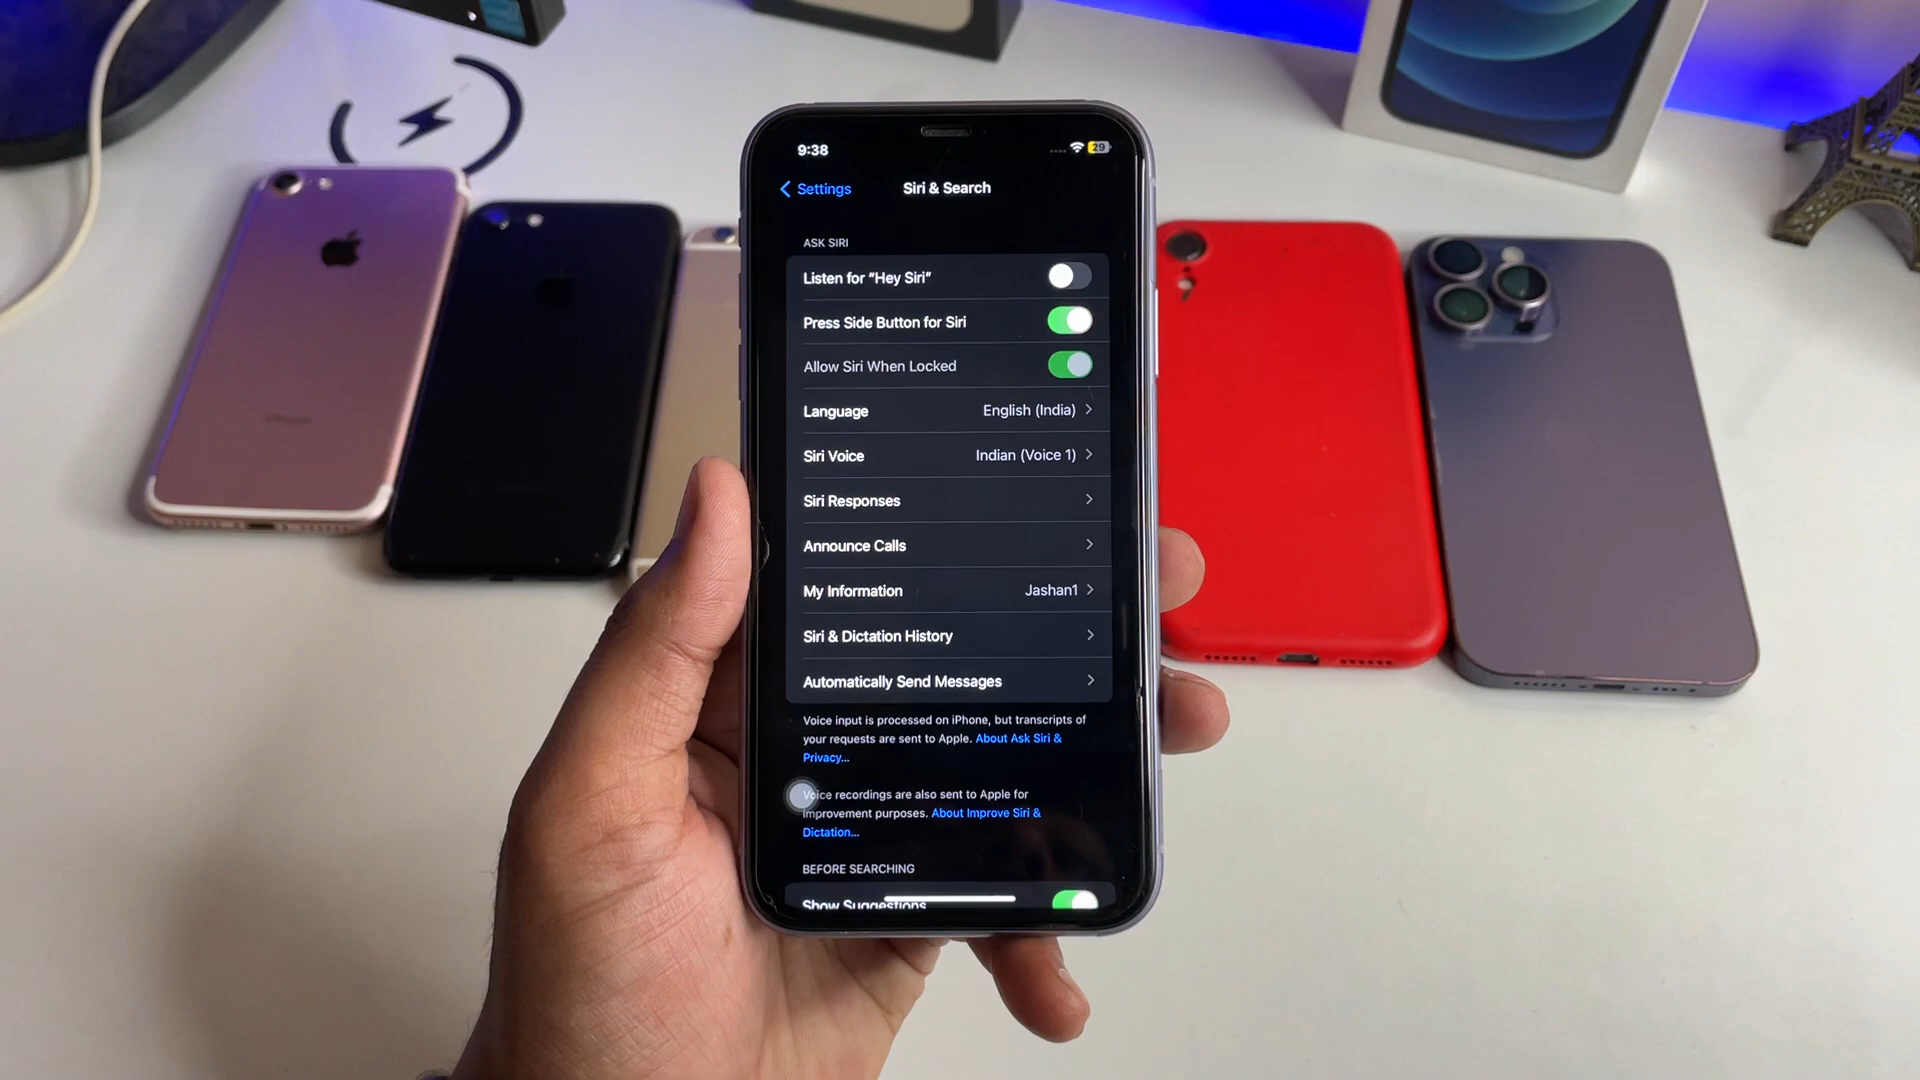 9:38
29
Settings
Siri & Search
ASK SIRI
Listen for “Hey Siri”
Press Side Button for Siri
Allow Siri When Locked
Language English (India)
Siri Voice Indian (Voice 1)
Siri Responses
Announce Calls
My Information Jashan1
Siri & Dictation History
Automatically Send Messages
Voice input is processed on iPhone, but transcripts of
your requests are sent to Apple. About Ask Siri &
Privacy...
Voice recordings are also sent to Apple for
improvement purposes. About Improve Siri &
Dictation...
BEFORE SEARCHING
Show Suggestions
iPhone